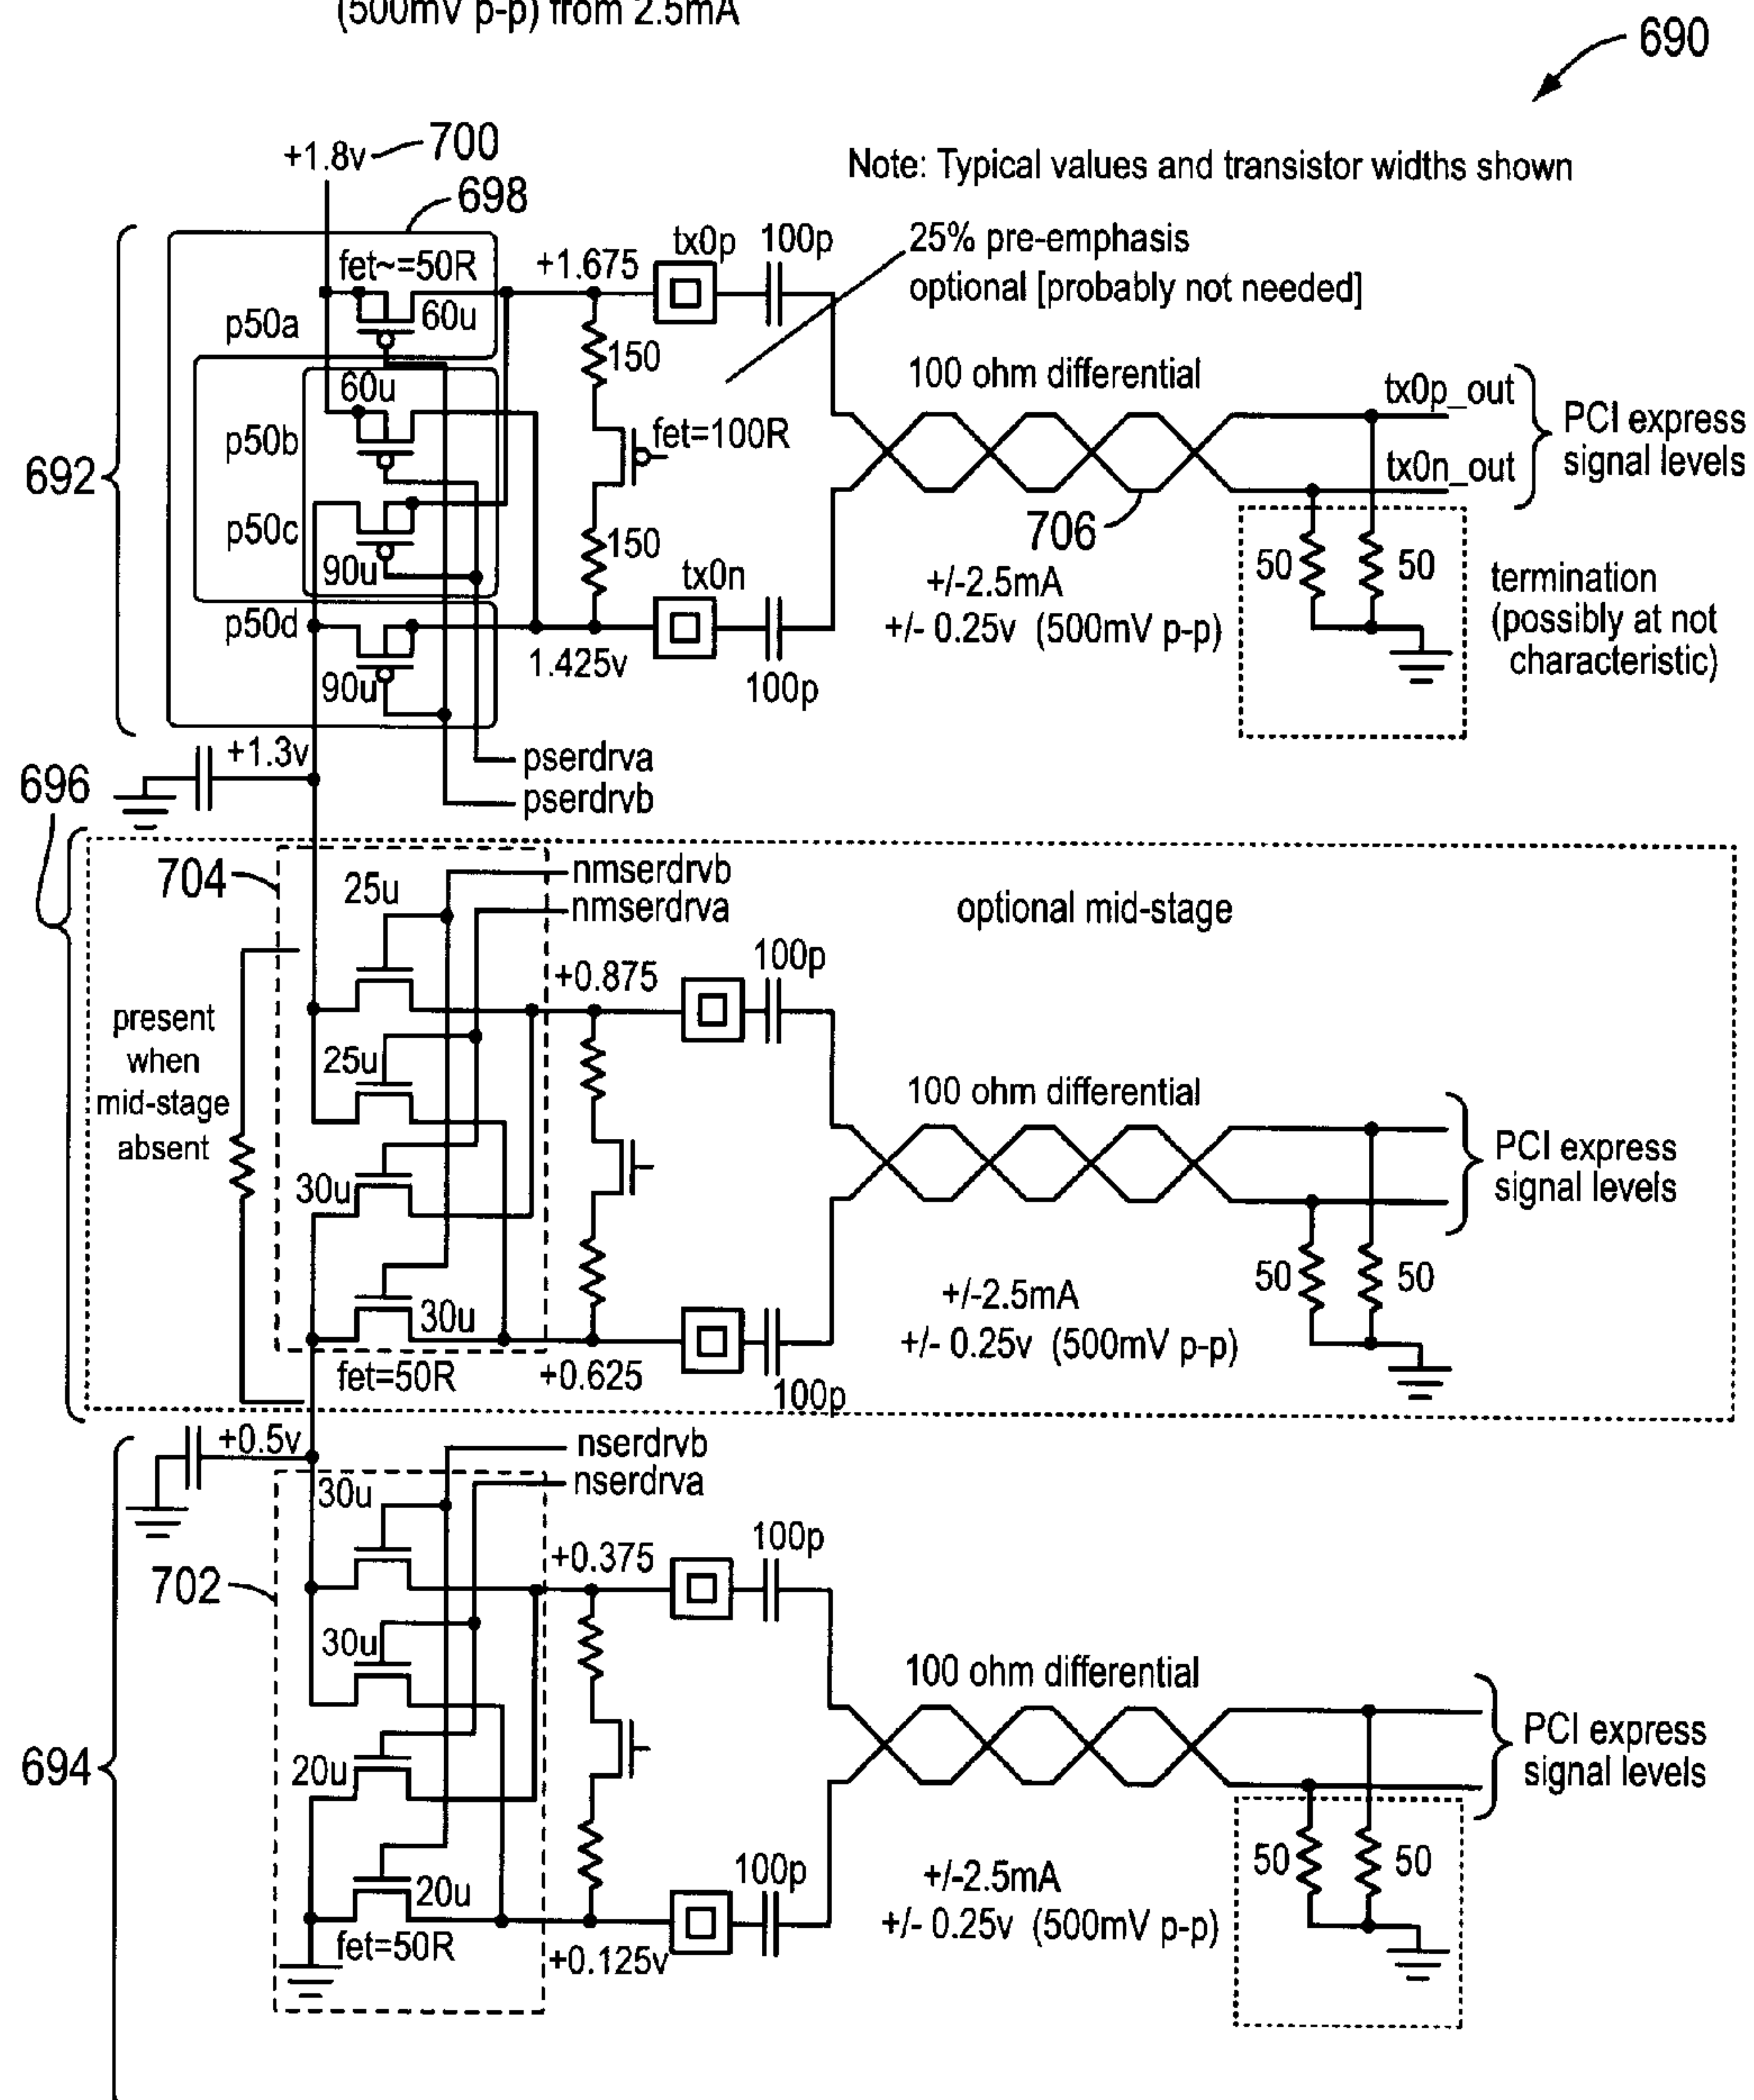 (500mV p-p) from 2.5mA
690
+1.8v
700
698
Note: Typical values and transistor widths shown
fet~=50R
+1.675
tx0p
100p
25% pre-emphasis
optional [probably not needed]
p50a
60u
150
60u
p50b
fet=100R
100 ohm differential
tx0p_out
tx0n_out
PCI express
signal levels
692
p50c
90u
150
tx0n
706
50
50
termination
(possibly at not
characteristic)
+/-2.5mA
+/- 0.25v (500mV p-p)
p50d
90u
1.425v
100p
+1.3v
pserdrva
pserdrvb
696
704
25u
nmserdrvb
nmserdrva
optional mid-stage
+0.875
100p
present
when
mid-stage
absent
25u
30u
100 ohm differential
PCI express
signal levels
30u
fet=50R
+0.625
100p
+/-2.5mA
+/- 0.25v (500mV p-p)
50
50
+0.5v
nserdrvb
nserdrva
30u
702
+0.375
100p
30u
20u
100 ohm differential
PCI express
signal levels
694
20u
fet=50R
+0.125v
100p
+/-2.5mA
+/- 0.25v (500mV p-p)
50
50